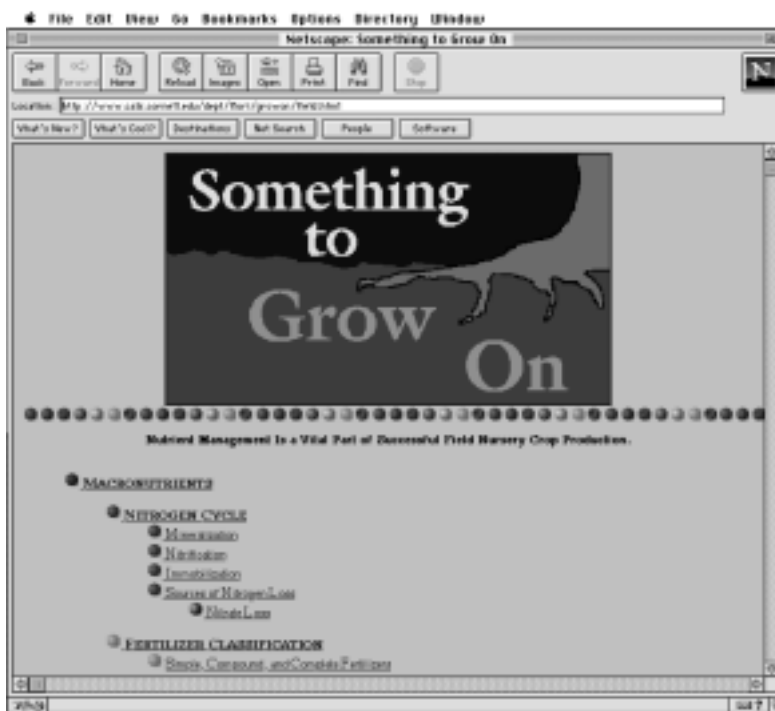 File Edit View Go Bookmarks Options Directory Window
Netscape: Something to Grow On
Back Forward Home Reload Images Open Print Find Stop
Location:
What's New? What's Cool? Destinations Net Search People Software
Something
to
Grow
On
Nutrient Management Is a Vital Part of Successful Field Nursery Crop Production.
MACRONUTRIENTS
NITROGEN CYCLE
Mineralization
Nitrification
Immobilization
Sources of Nitrogen Loss
Nitrate Loss
FERTILIZER CLASSIFICATION
Simple, Compound, and Complete Fertilizers